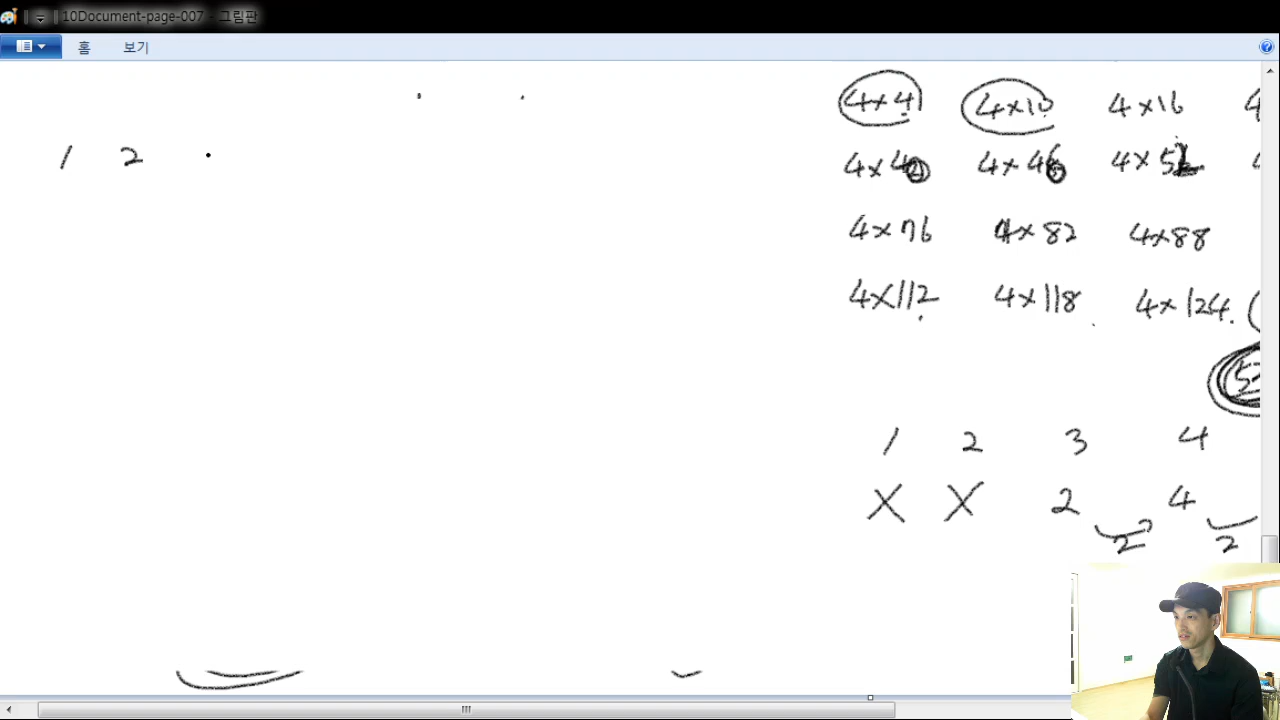 10Document-page-007 - 그림판
홈 보기
4×4 4×10 4×16
1 2
4×4 4×46 4×52
4×76 4×82 4×88
4×112 4×118 4×124
1 2 3 4
X X 2 4
2 2